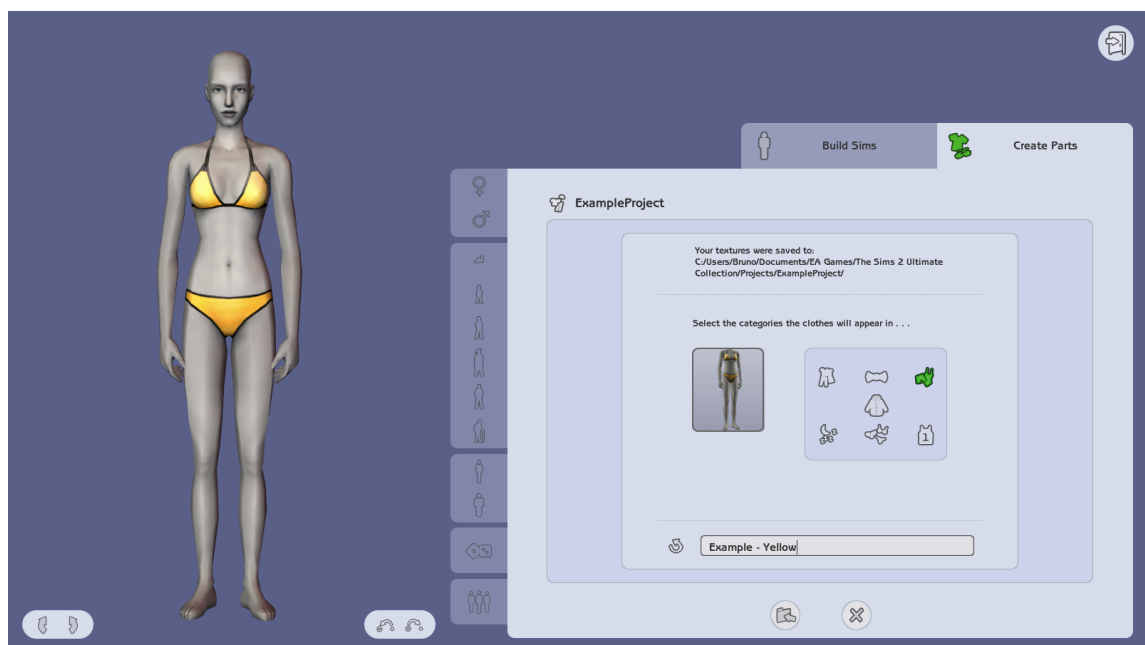 Build Sims
Create Parts
ExampleProject
Your textures were saved to:
C:/Users/Bruno/Documents/EA Games/The Sims 2 Ultimate
Collection/Projects/ExampleProject/
Select the categories the clothes will appear in . . .
1
Example - Yellow